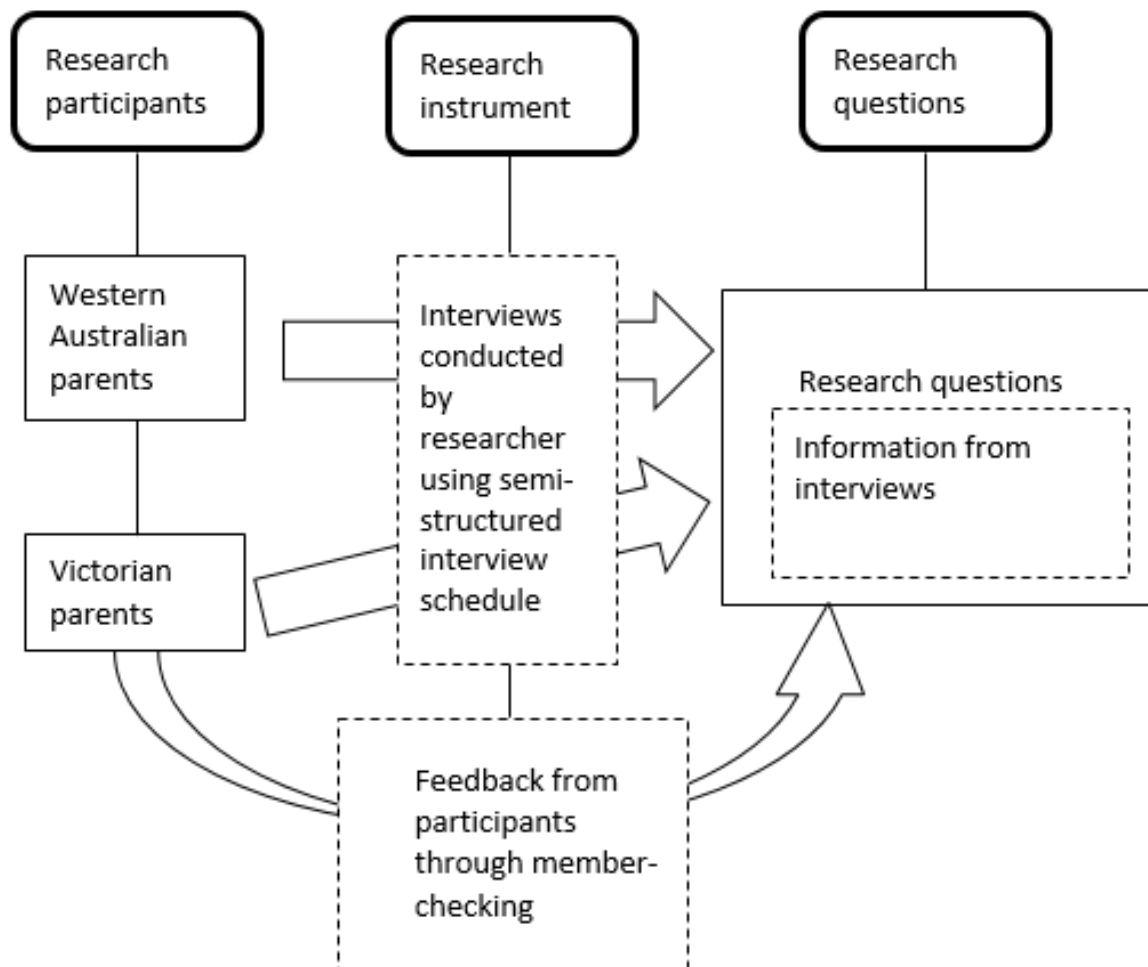 Research
participants
Research
instrument
Research
questions
Western
Australian
parents
Victorian
parents
Interviews
conducted
by
researcher
using semi-
structured
interview
schedule
Feedback from
participants
through member-
checking
Research questions
Information from
interviews